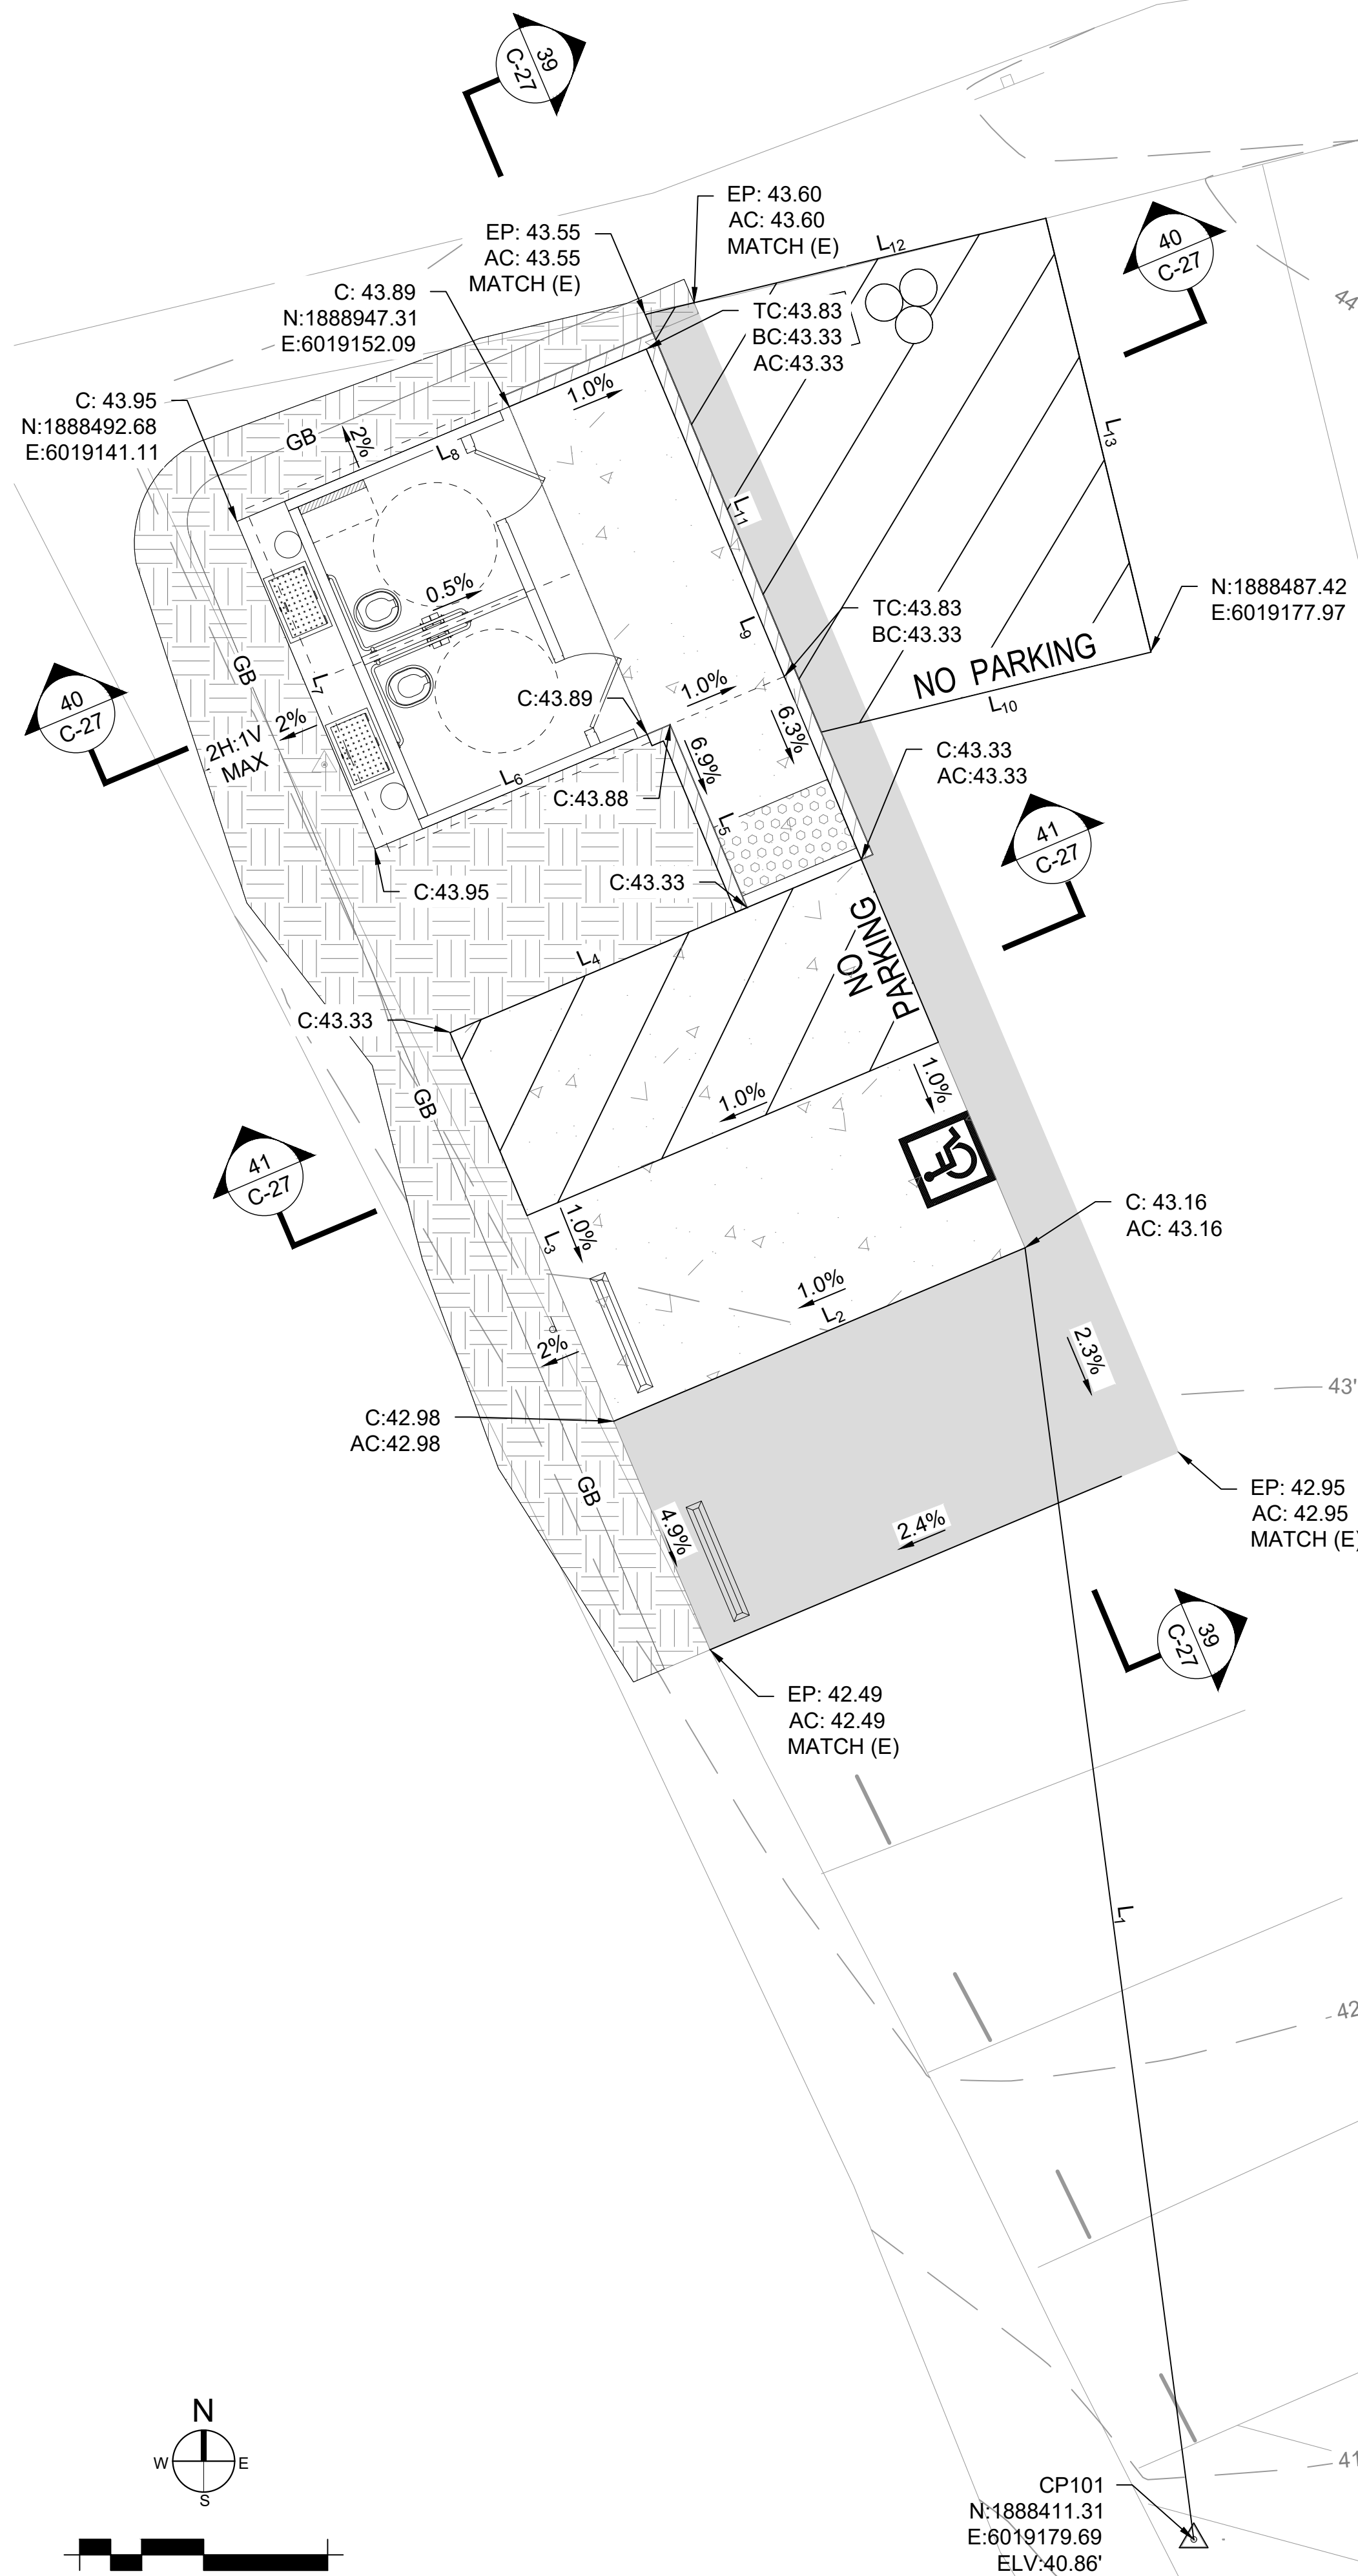 39
C-27
EP: 43.60
AC: 43.60
MATCH (E)
EP: 43.55
AC: 43.55
MATCH (E)
L12
40
C-27
C: 43.89
N:1888947.31
E:6019152.09
TC:43.83
BC:43.33
AC:43.33
44
1.0%
C: 43.95
N:1888492.68
E:6019141.11
GB
2%
L8
L13
L11
0.5%
N:1888487.42
E:6019177.97
TC:43.83
BC:43.33
L9
NO PARKING
L10
GB
L7
40
C-27
2H:1V
MAX
2%
C:43.89
1.0%
6.3%
6.9%
C:43.33
AC:43.33
L6
C:43.88
L5
41
C-27
C:43.95
C:43.33
NO
PARKING
L4
C:43.33
GB
1.0%
1.0%
41
C-27
C: 43.16
AC: 43.16
L3
1.0%
1.0%
L2
2%
2.3%
43'
C:42.98
AC:42.98
GB
4.9%
2.4%
EP: 42.95
AC: 42.95
MATCH (E)
39
C-27
EP: 42.49
AC: 42.49
MATCH (E)
L1
42
N
W
E
S
41
CP101
N:1888411.31
E:6019179.69
ELV:40.86'